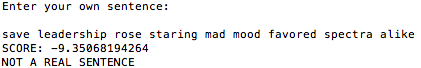 Enter your own sentence:
save leadership rose staring mad mood favored spectra alike
SCORE: -9.35068194264
NOT A REAL SENTENCE